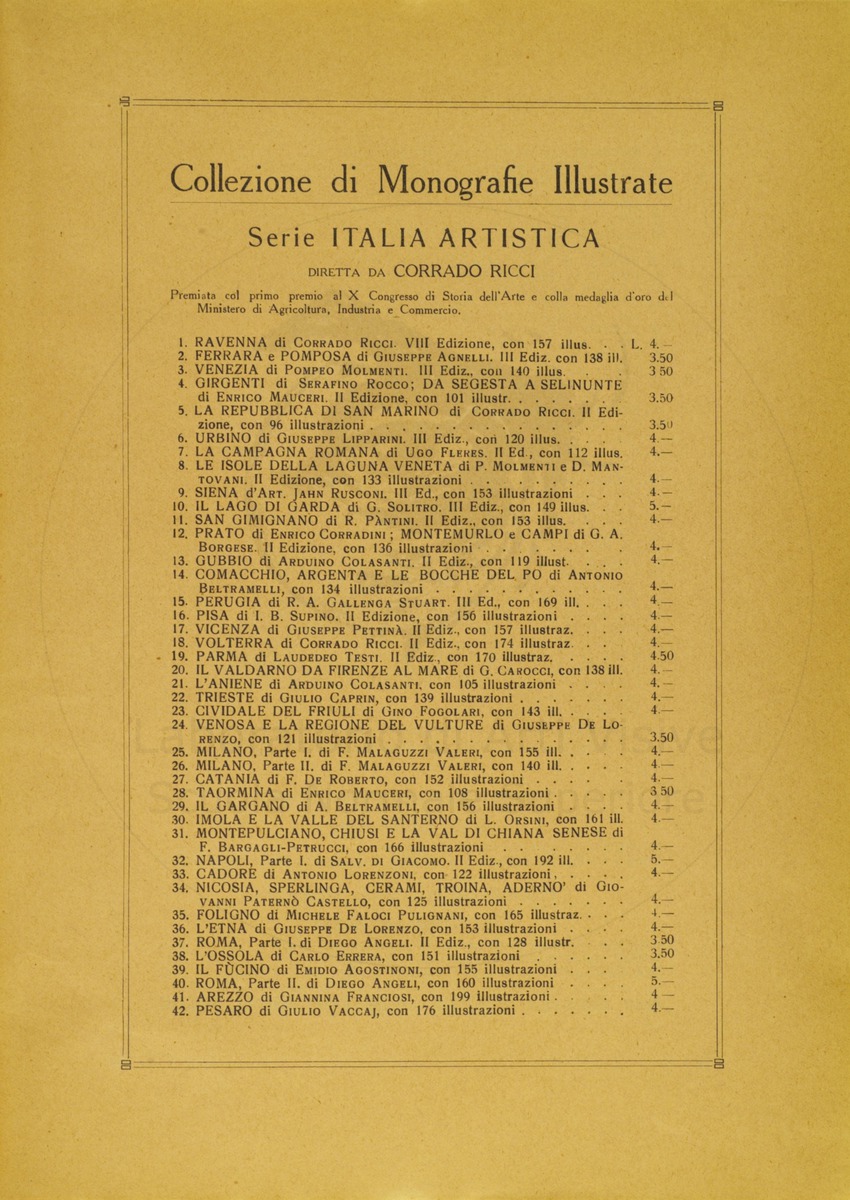 Collezione di Monografie Illustrate
Serie ITALIA ARTISTICA
DIRETTA DA CORRADO RICCI
Premiata col primo premio al X Congresso di Storia dell'Arte e colla medaglia d'oro del
Ministero di Agricoltura, Industria e Commercio.
1. RAVENNA di CORRADO RICCI. VIII Edizione, con 157 illus. . . L. 4.—
2. FERRARA e POMPOSA di GIUSEPPE AGNELLI. III Ediz. con 138 ill. 3.50
3. VENEZIA di POMPEO MOLMENTI. III Ediz., con 140 illus. . . 3 50
4. GIRGENTI di SERAFINO ROCCO; DA SEGESTA A SELINUNTE
di ENRICO MAUCERI. II Edizione, con 101 illustr. . . . . . . 3.50
5. LA REPUBBLICA DI SAN MARINO di CORRADO RICCI. II Edi-
zione, con 96 illustrazioni . . . . . . . . . . . . . . 3.50
6. URBINO di GIUSEPPE LIPPARINI. III Ediz., con 120 illus. . . . 4.—
7. LA CAMPAGNA ROMANA di UGO FLERES. II Ed., con 112 illus. 4.—
8. LE ISOLE DELLA LAGUNA VENETA di P. MOLMENTI e D. MAN-
TOVANI. II Edizione, con 133 illustrazioni . . . . . . . . . 4.—
9. SIENA d'ART. JAHN RUSCONI. III Ed., con 153 illustrazioni . . . 4.—
10. IL LAGO DI GARDA di G. SOLITRO. III Ediz., con 149 illus. . . 5.—
11. SAN GIMIGNANO di R. PÀNTINI. II Ediz., con 153 illus. . . . 4.—
12. PRATO di ENRICO CORRADINI; MONTEMURLO e CAMPI di G. A.
BORGESE. II Edizione, con 136 illustrazioni . . . . . . . 4.—
13. GUBBIO di ARDUINO COLASANTI. II Ediz., con 119 illust. . . . 4.—
14. COMACCHIO, ARGENTA E LE BOCCHE DEL PO di ANTONIO
BELTRAMELLI, con 134 illustrazioni . . . . . . . . . . . 4.—
15. PERUGIA di R. A. GALLENGA STUART. III Ed., con 169 ill. . . . 4.—
16. PISA di I. B. SUPINO. II Edizione, con 156 illustrazioni . . . . 4.—
17. VICENZA di GIUSEPPE PETTINÀ. II Ediz., con 157 illustraz. . . . 4.—
18. VOLTERRA di CORRADO RICCI. II Ediz., con 174 illustraz. . . 4.—
19. PARMA di LAUDEDEO TESTI. II Ediz., con 170 illustraz. . . . . 4.50
20. IL VALDARNO DA FIRENZE AL MARE di G. CAROCCI, con 138 ill. 4.—
21. L'ANIENE di ARDUINO COLASANTI, con 105 illustrazioni . . . . 4.—
22. TRIESTE di GIULIO CAPRIN, con 139 illustrazioni . . . . . . . 4.—
23. CIVIDALE DEL FRIULI di GINO FOGOLARI, con 143 ill. . . . 4.—
24. VENOSA E LA REGIONE DEL VULTURE di GIUSEPPE DE LO-
RENZO, con 121 illustrazioni . . . . . . . . . . . . . . 3.50
25. MILANO, Parte I. di F. MALAGUZZI VALERI, con 155 ill. . . . . 4.—
26. MILANO, Parte II. di F. MALAGUZZI VALERI, con 140 ill. . . . . 4.—
27. CATANIA di F. DE ROBERTO, con 152 illustrazioni . . . . . 4.—
28. TAORMINA di ENRICO MAUCERI, con 108 illustrazioni . . . . . 3 50
29. IL GARGANO di A. BELTRAMELLI, con 156 illustrazioni . . . . 4.—
30. IMOLA E LA VALLE DEL SANTERNO di L. ORSINI, con 161 ill. 4.—
31. MONTEPULCIANO, CHIUSI E LA VAL DI CHIANA SENESE di
F. BARGAGLI-PETRUCCI, con 166 illustrazioni . . . . . . . 4.—
32. NAPOLI, Parte I. di SALV. DI GIACOMO. II Ediz., con 192 ill. . . . 5.—
33. CADORE di ANTONIO LORENZONI, con 122 illustrazioni . . . . . 4.—
34. NICOSIA, SPERLINGA, CERAMI, TROINA, ADERNO' di GIO-
VANNI PATERNÒ CASTELLO, con 125 illustrazioni . . . . . . . 4.—
35. FOLIGNO di MICHELE FALOCI PULIGNANI, con 165 illustraz. . . . 4.—
36. L'ETNA di GIUSEPPE DE LORENZO, con 153 illustrazioni . . . . 4.—
37. ROMA, Parte I. di DIEGO ANGELI. II Ediz., con 128 illustr. . . . 3.50
38. L'OSSOLA di CARLO ERRERA, con 151 illustrazioni . . . . . . 3.50
39. IL FÙCINO di EMIDIO AGOSTINONI, con 155 illustrazioni . . . 4.—
40. ROMA, Parte II. di DIEGO ANGELI, con 160 illustrazioni . . . . 5.—
41. AREZZO di GIANNINA FRANCIOSI, con 199 illustrazioni . . . . . 4.—
42. PESARO di GIULIO VACCAJ, con 176 illustrazioni . . . . . . . 4.—